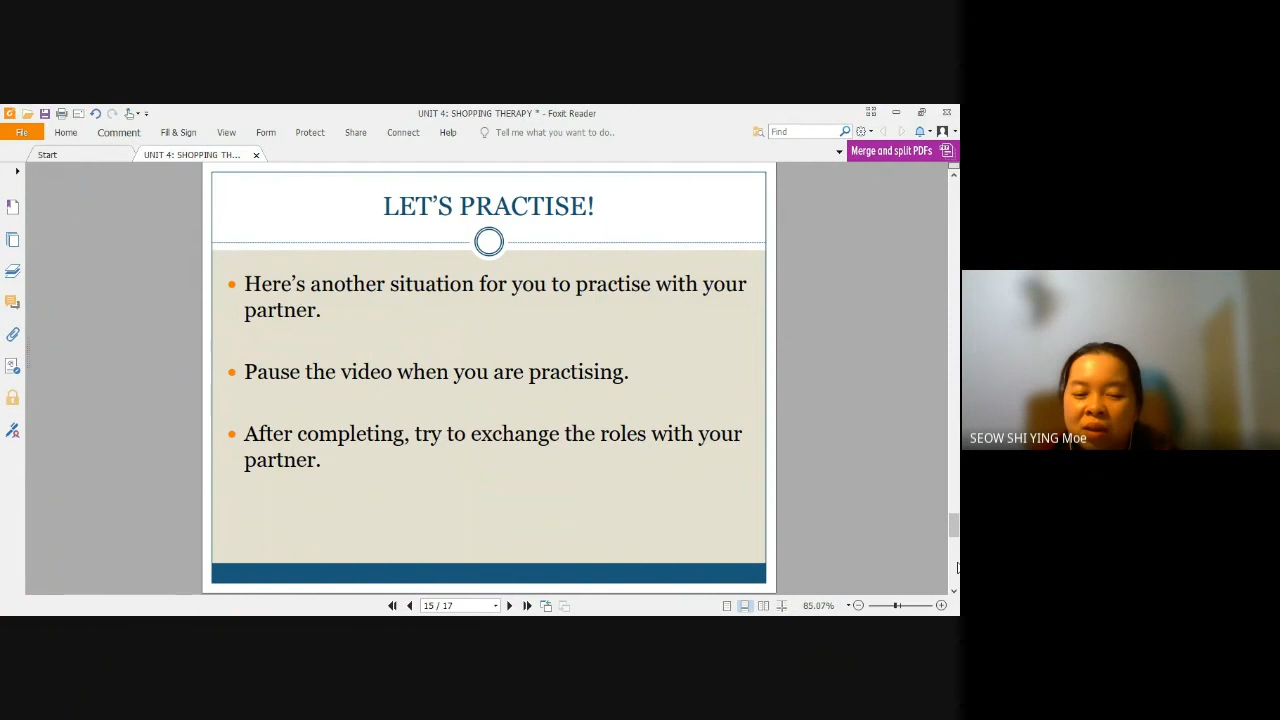 UNIT 4: SHOPPING THERAPY * - Foxit Reader
File Home Comment Fill & Sign View Form Protect Share Connect Help Tell me what you want to do.. Find
Start UNIT 4: SHOPPING TH... Merge and split PDFs
LET'S PRACTISE!
• Here's another situation for you to practise with your
partner.
• Pause the video when you are practising.
• After completing, try to exchange the roles with your
partner.
SEOW SHI YING Moe
15 / 17 85.07%